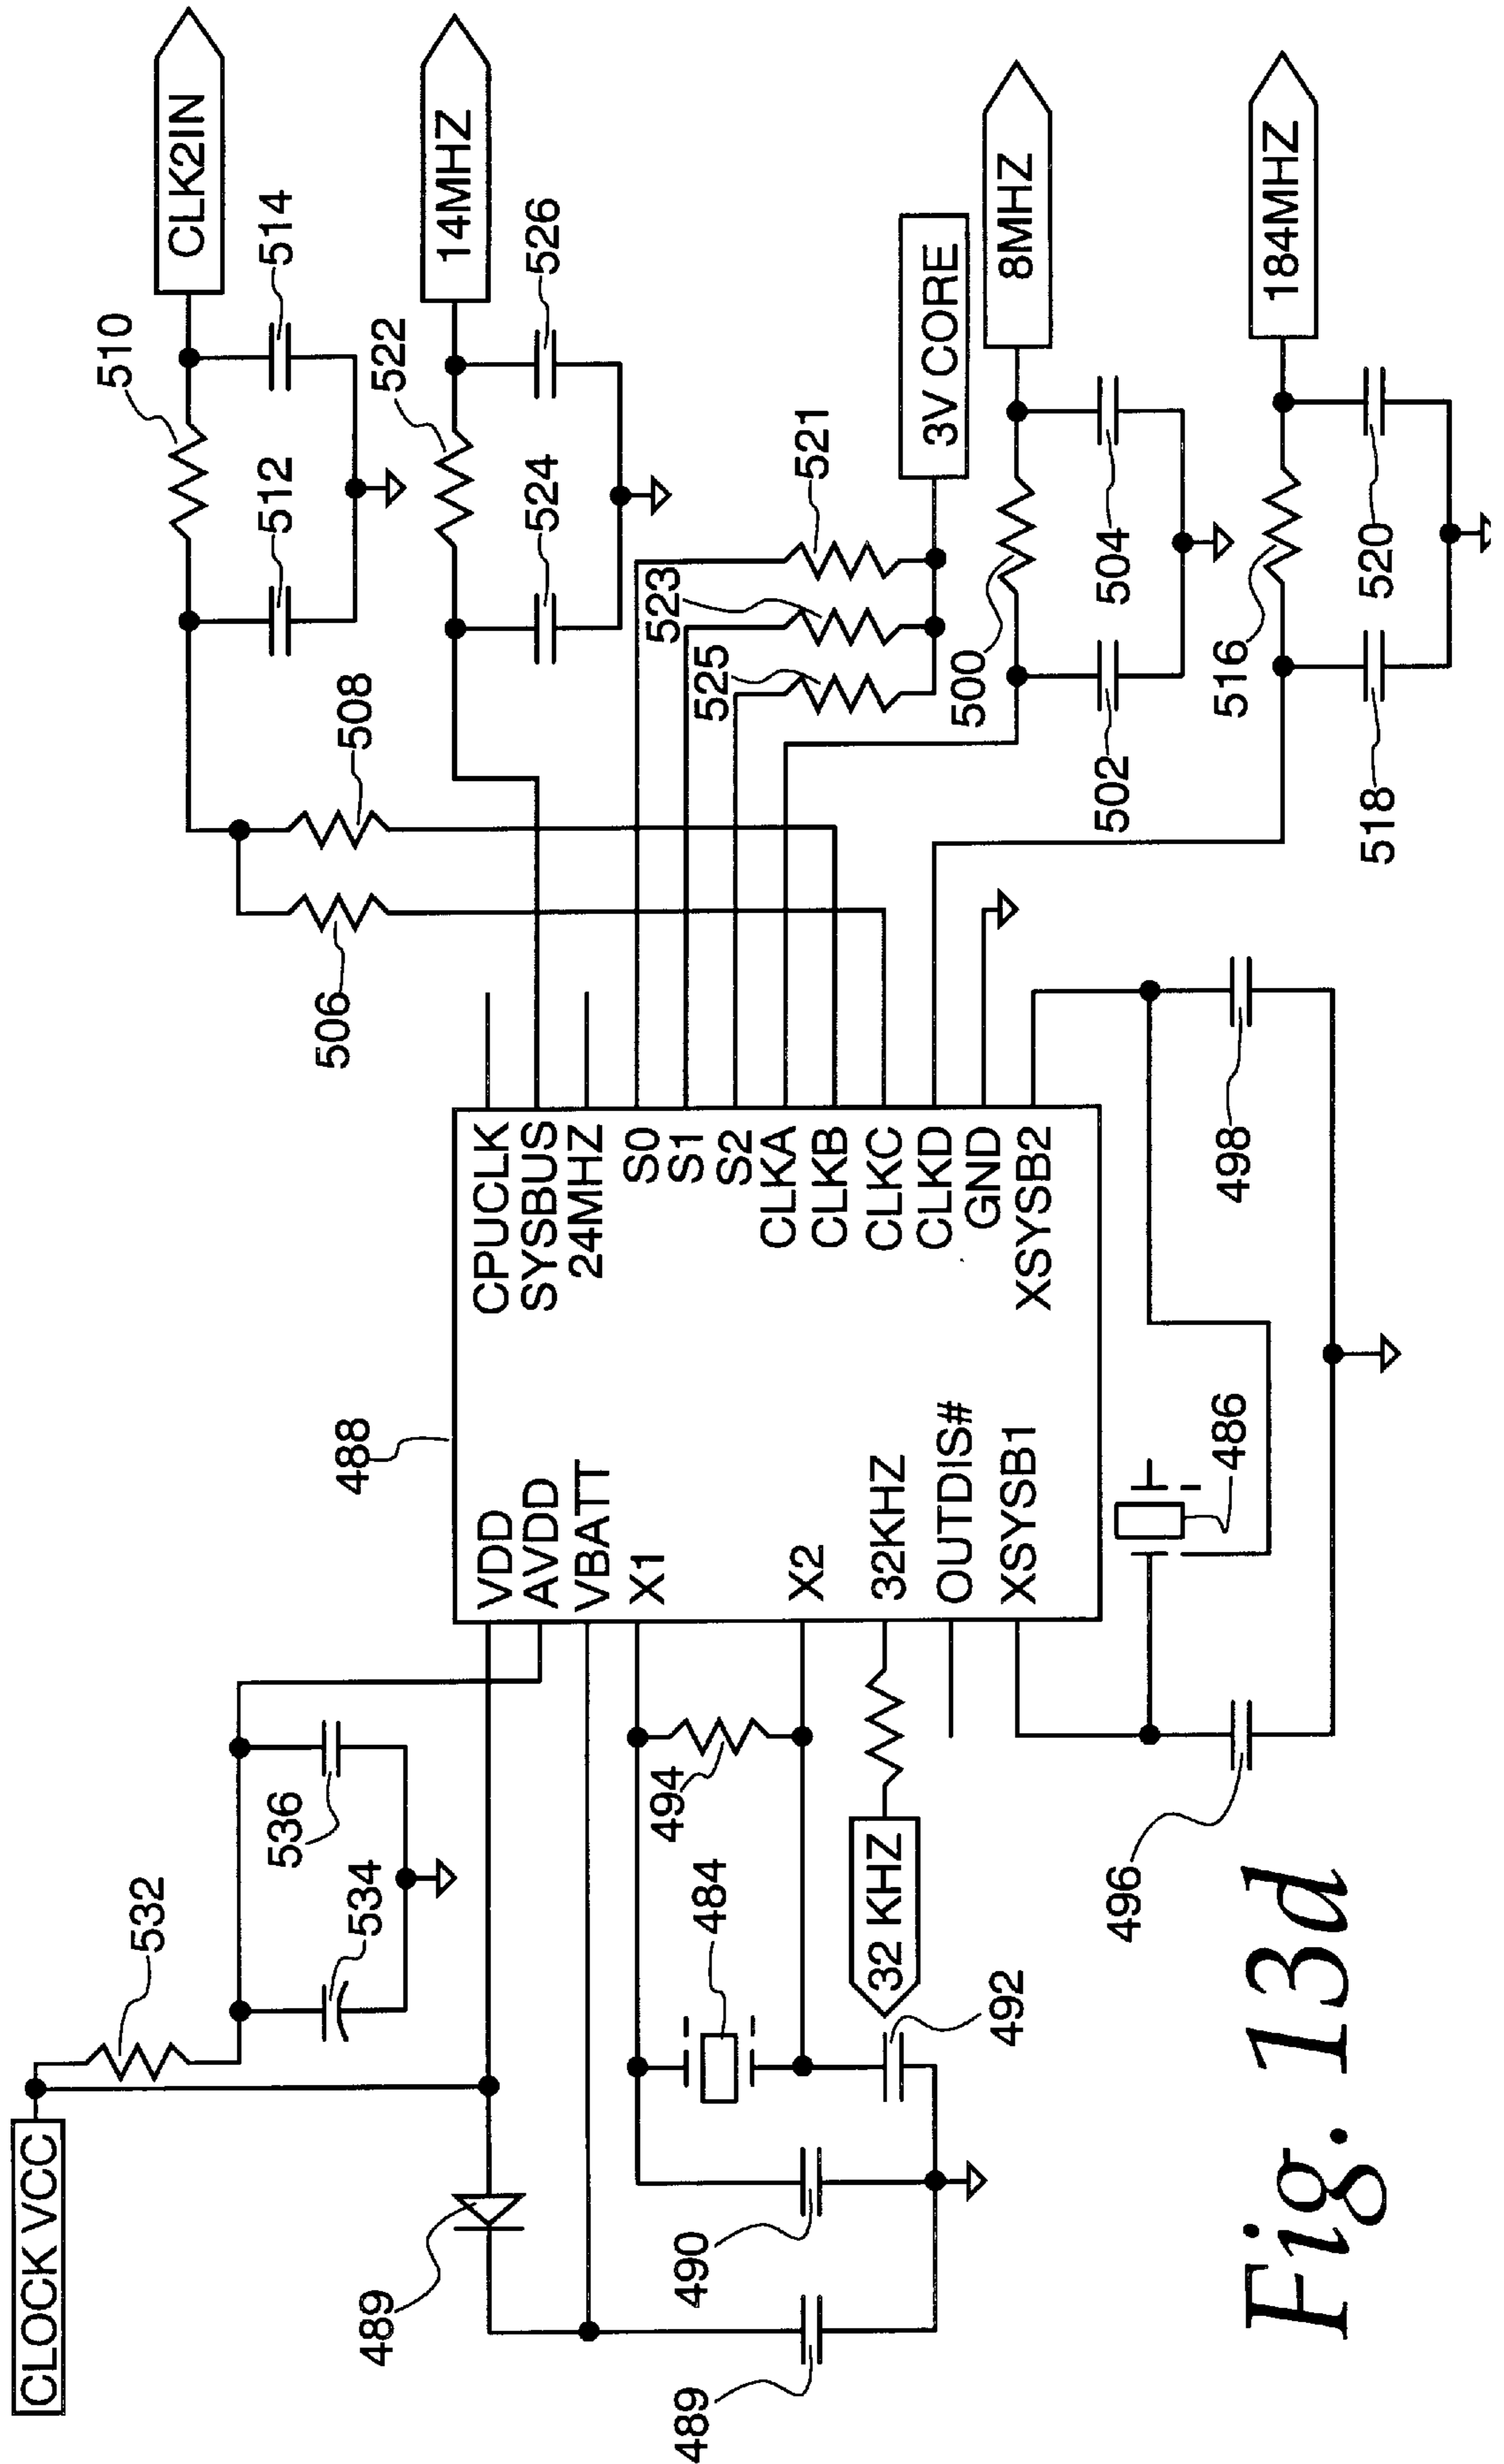 CLOCK VCC
532
534
536
489
489
490
492
484
494
32 KHZ
488
VDD
AVDD
VBATT
X1
X2
32KHZ
OUTDIS#
XSYSB1
CPUCLK
SYSBUS
24MHZ
S0
S1
S2
CLKA
CLKB
CLKC
CLKD
GND
XSYSB2
496
486
498
506
508
510
512
514
CLK2IN
522
524
526
14MHZ
525
523
521
3V CORE
500
502
504
8MHZ
516
518
520
184MHZ
Fig. 13d